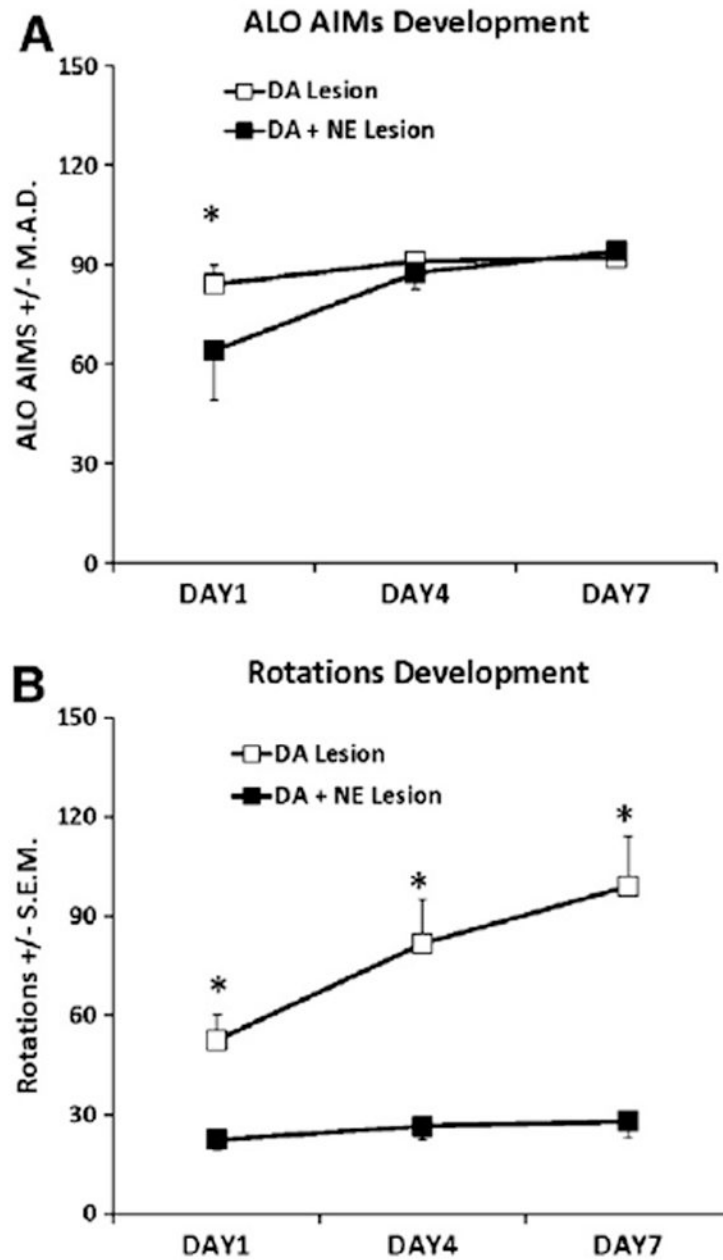 A
ALO AIMs Development
150
120
90
60
30
0
ALO AIMS +/- M.A.D.
DA Lesion
DA + NE Lesion
*
DAY1 DAY4 DAY7
B
Rotations Development
150
120
90
60
30
0
Rotations +/- S.E.M.
DA Lesion
DA + NE Lesion
*
*
*
DAY1 DAY4 DAY7